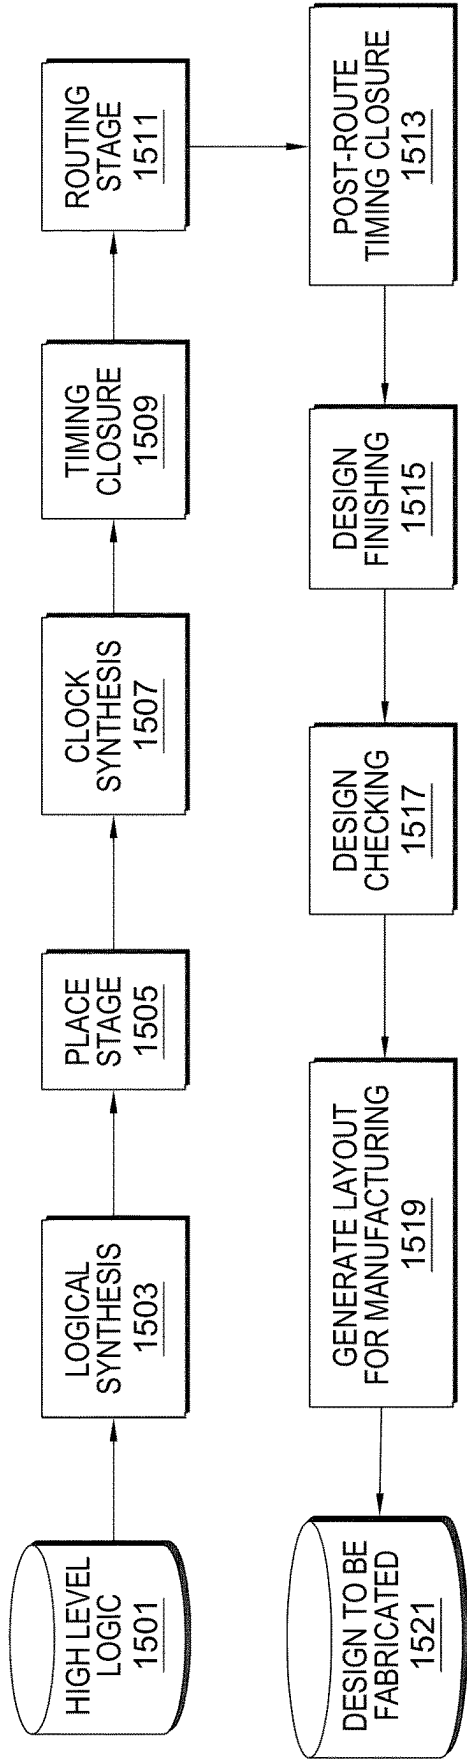 HIGH LEVEL
LOGIC
1501
LOGICAL
SYNTHESIS
1503
PLACE
STAGE
1505
CLOCK
SYNTHESIS
1507
TIMING
CLOSURE
1509
ROUTING
STAGE
1511
POST-ROUTE
TIMING CLOSURE
1513
DESIGN
FINISHING
1515
DESIGN
CHECKING
1517
GENERATE LAYOUT
FOR MANUFACTURING
1519
DESIGN TO BE
FABRICATED
1521